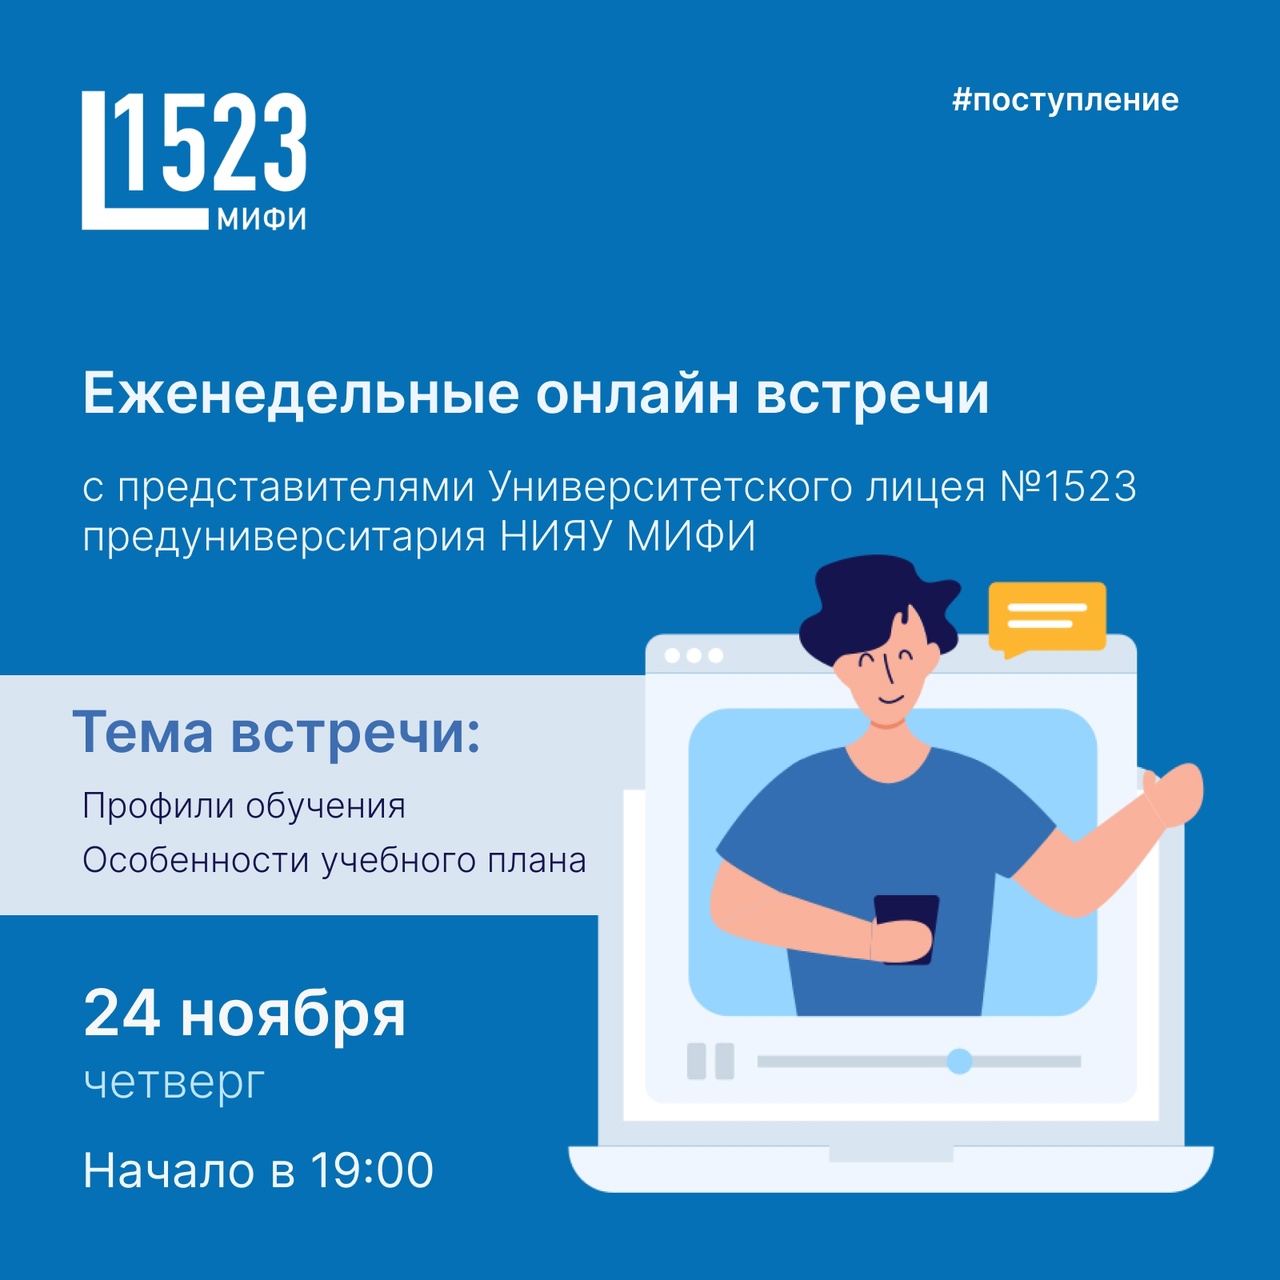 1523
МИФИ
#поступление
Еженедельные онлайн встречи
с представителями Университетского лицея №1523
предуниверситария НИЯУ МИФИ
Тема встречи:
Профили обучения
Особенности учебного плана
24 ноября
четверг
Начало в 19:00